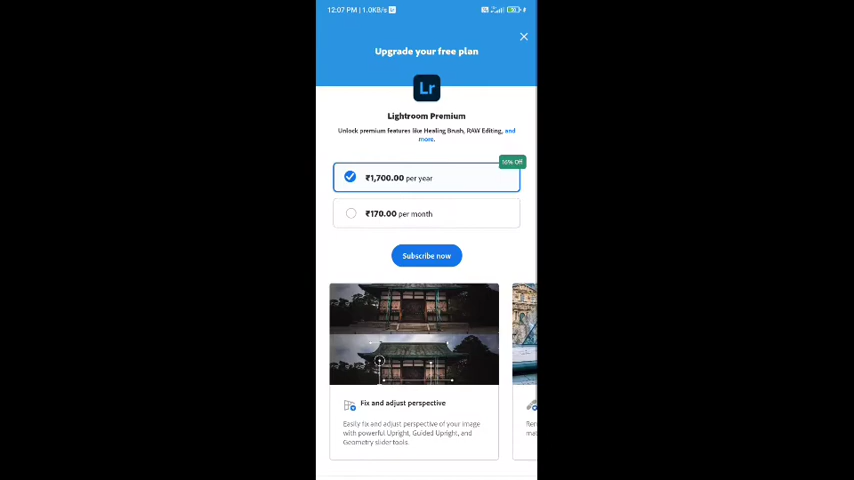 12:07 PM | 1.0KB/s
Upgrade your free plan
Lr
Lightroom Premium
Unlock premium features like Healing Brush, RAW Editing, and
more.
16% Off
₹1,700.00 per year
₹170.00 per month
Subscribe now
Fix and adjust perspective
Easily fix and adjust perspective of your image
with powerful Upright, Guided Upright, and
Geometry slider tools.